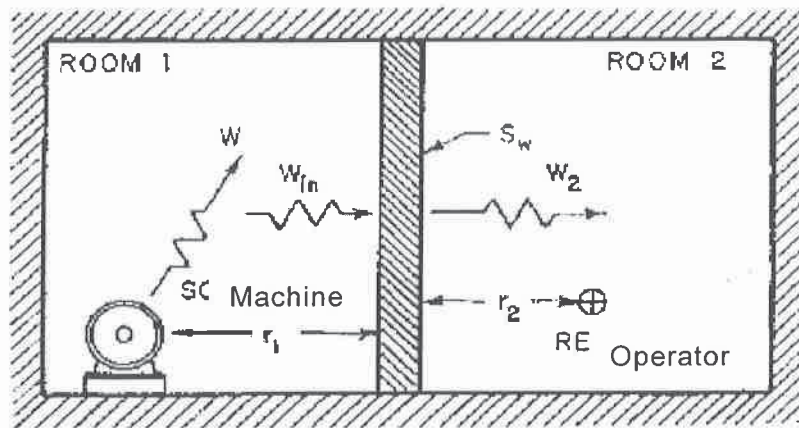 ROOM 1
ROOM 2
W
W_in
S_w
W_2
SC Machine
r_1
r_2
RE Operator